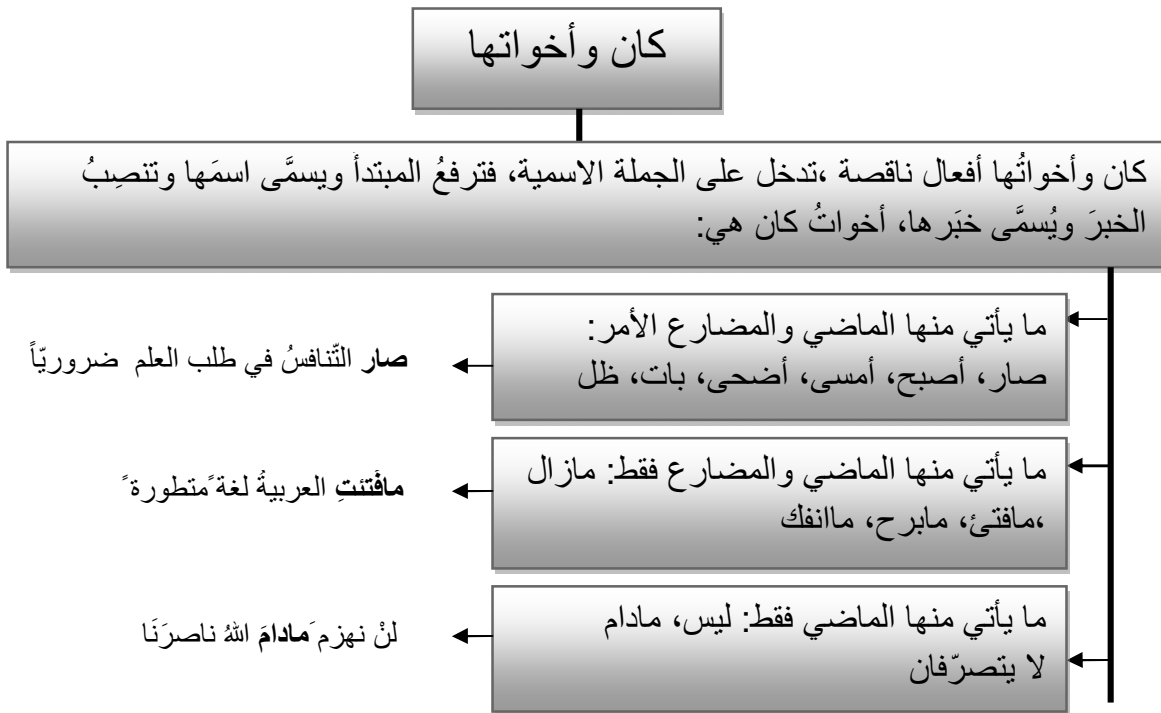 كان وأخواتها
كان وأخواتُها أفعال ناقصة ،تدخل على الجملة الاسمية، فترفعُ المبتدأ ويسمَّى اسمَها وتنصِبُ
الخبرَ ويُسمَّى خبَرها، أخواتُ كان هي:
ما يأتي منها الماضي والمضارع الأمر:
صار، أصبح، أمسى، أضحى، بات، ظل
صار التّنافسُ في طلب العلم ضروريّاً
ما يأتي منها الماضي والمضارع فقط: مازال
،مافتئ، مابرح، ماانفك
مافَتئتِ العربيةُ لغةً متطورةً
ما يأتي منها الماضي فقط: ليس، مادام
لا يتصرّفان
لنْ نهزم َمادامَ اللهُ ناصرَنَا